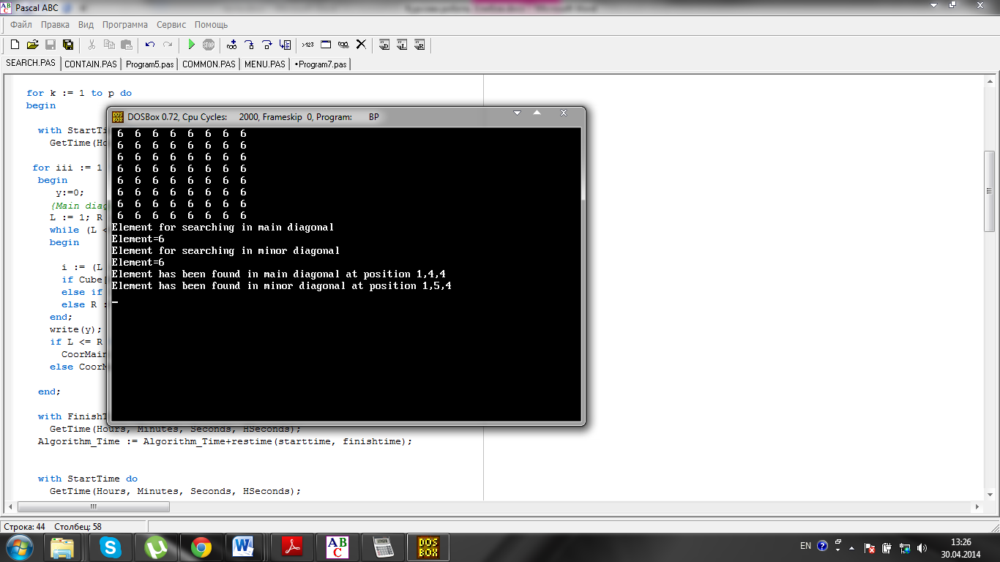 Pascal ABC
Файл Правка Вид Программа Сервис Помощь
SEARCH.PAS CONTAIN.PAS Program5.pas COMMON.PAS MENU.PAS •Program7.pas
for k := 1 to p do
begin
with StartTi
GetTime(Ho
for iii := 1
begin
y:=0;
{Main diag
L := 1; R
while (L <
begin
i := (L
if Cube[
else if
else R :
end;
write(y);
if L <= R
CoorMain
else CoorM
end;
with FinishT
GetTime(Hours, Minutes, Seconds, HSeconds);
Algorithm_Time := Algorithm_Time+restime(starttime, finishtime);
with StartTime do
GetTime(Hours, Minutes, Seconds, HSeconds);
DOSBox 0.72, Cpu Cycles: 2000, Frameskip 0, Program: BP
6 6 6 6 6 6 6 6
6 6 6 6 6 6 6 6
6 6 6 6 6 6 6 6
6 6 6 6 6 6 6 6
6 6 6 6 6 6 6 6
6 6 6 6 6 6 6 6
6 6 6 6 6 6 6 6
6 6 6 6 6 6 6 6
Element for searching in main diagonal
Element=6
Element for searching in minor diagonal
Element=6
Element has been found in main diagonal at position 1,4,4
Element has been found in minor diagonal at position 1,5,4
Строка: 44 Столбец: 58
EN
13:26
30.04.2014